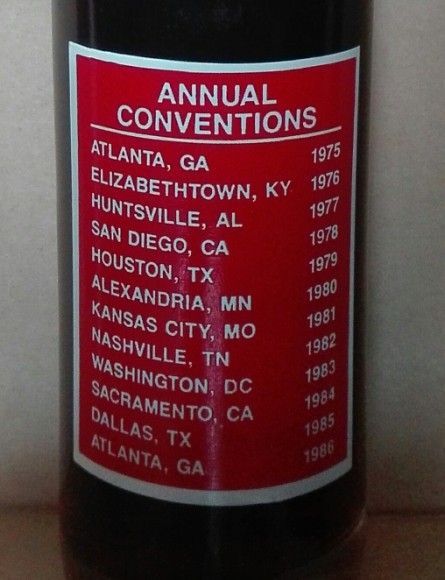 ANNUAL
CONVENTIONS
ATLANTA, GA 1975
ELIZABETHTOWN, KY 1976
HUNTSVILLE, AL 1977
SAN DIEGO, CA 1978
HOUSTON, TX 1979
ALEXANDRIA, MN 1980
KANSAS CITY, MO 1981
NASHVILLE, TN 1982
WASHINGTON, DC 1983
SACRAMENTO, CA 1984
DALLAS, TX 1985
ATLANTA, GA 1986